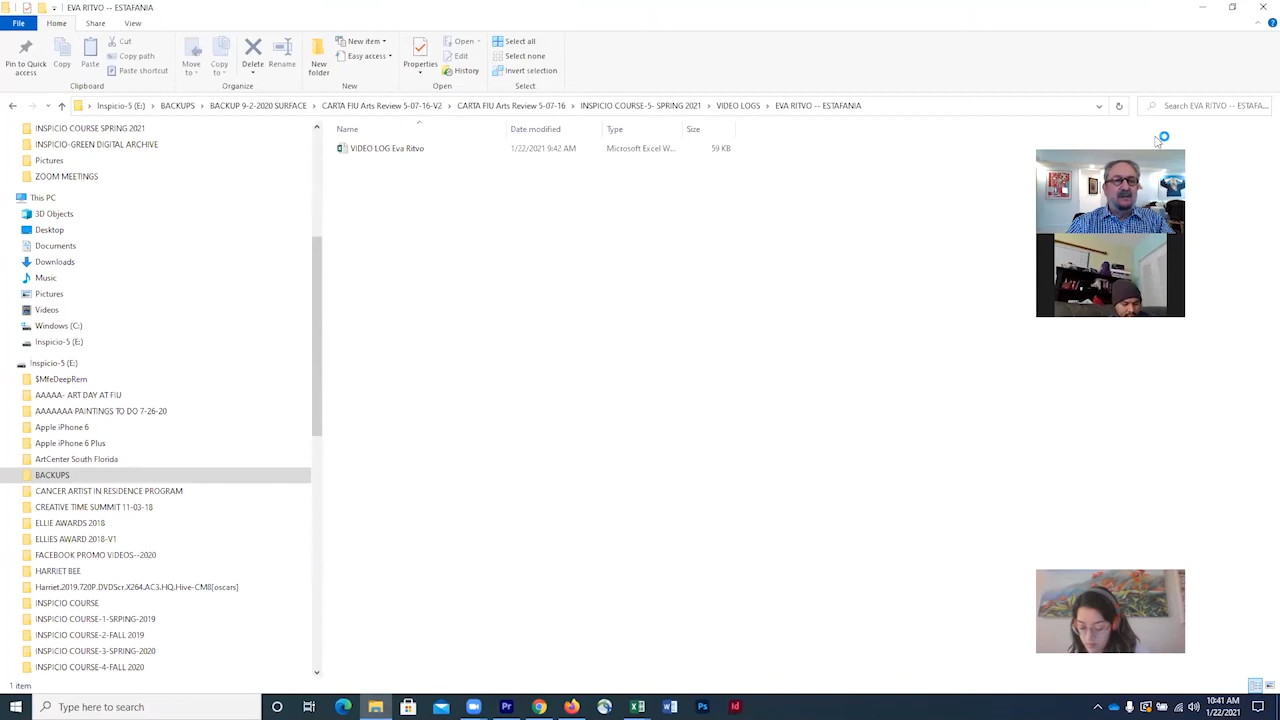 EVA RITVO -- ESTAFANIA
File Home Share View
Pin to Quick access
Copy
Paste
Cut
Copy path
Paste shortcut
Clipboard
Move to
Copy to
Delete
Rename
Organize
New folder
New item
Easy access
New
Properties
Open
Edit
History
Open
Select all
Select none
Invert selection
Select
Inspicio-5 (E:) > BACKUPS > BACKUP 9-2-2020 SURFACE > CARTA FIU Arts Review 5-07-16-V2 > CARTA FIU Arts Review 5-07-16 > INSPICIO COURSE-5- SPRING 2021 > VIDEO LOGS > EVA RITVO -- ESTAFANIA
Search EVA RITVO -- ESTAFA...
Name Date modified Type Size
VIDEO LOG Eva Ritvo 1/22/2021 9:42 AM Microsoft Excel W... 59 KB
INSPICIO COURSE SPRING 2021
INSPICIO-GREEN DIGITAL ARCHIVE
Pictures
ZOOM MEETINGS
This PC
3D Objects
Desktop
Documents
Downloads
Music
Pictures
Videos
Windows (C:)
Inspicio-5 (E:)
Inspicio-5 (E:)
$MfeDeepRem
AAAAA- ART DAY AT FIU
AAAAAAA PAINTINGS TO DO 7-26-20
Apple iPhone 6
Apple iPhone 6 Plus
ArtCenter South Florida
BACKUPS
CANCER ARTIST IN RESIDENCE PROGRAM
CREATIVE TIME SUMMIT 11-03-18
ELLIE AWARDS 2018
ELLIES AWARD 2018-V1
FACEBOOK PROMO VIDEOS--2020
HARRIET BEE
Harriet.2019.720P.DVDScr.X264.AC3.HQ.Hive-CM8[oscars]
INSPICIO COURSE
INSPICIO COURSE-1-SRPING-2019
INSPICIO COURSE-2-FALL 2019
INSPICIO COURSE-3-SPRING-2020
INSPICIO COURSE-4-FALL 2020
1 item
Type here to search
10:41 AM
1/22/2021